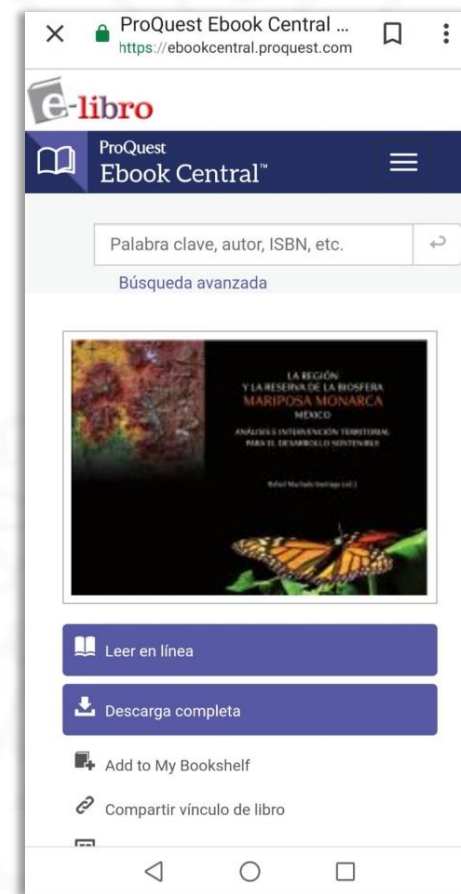 ProQuest Ebook Central ...
https://ebookcentral.proquest.com
e-libro
ProQuest
Ebook Central™
Palabra clave, autor, ISBN, etc.
Búsqueda avanzada
LA REGIÓN
Y LA RESERVA DE LA BIOSFERA
MARIPOSA MONARCA
MÉXICO
ANÁLISIS E INTERVENCIÓN TERRITORIAL
PARA EL DESARROLLO SOSTENIBLE
Leer en línea
Descarga completa
Add to My Bookshelf
Compartir vínculo de libro